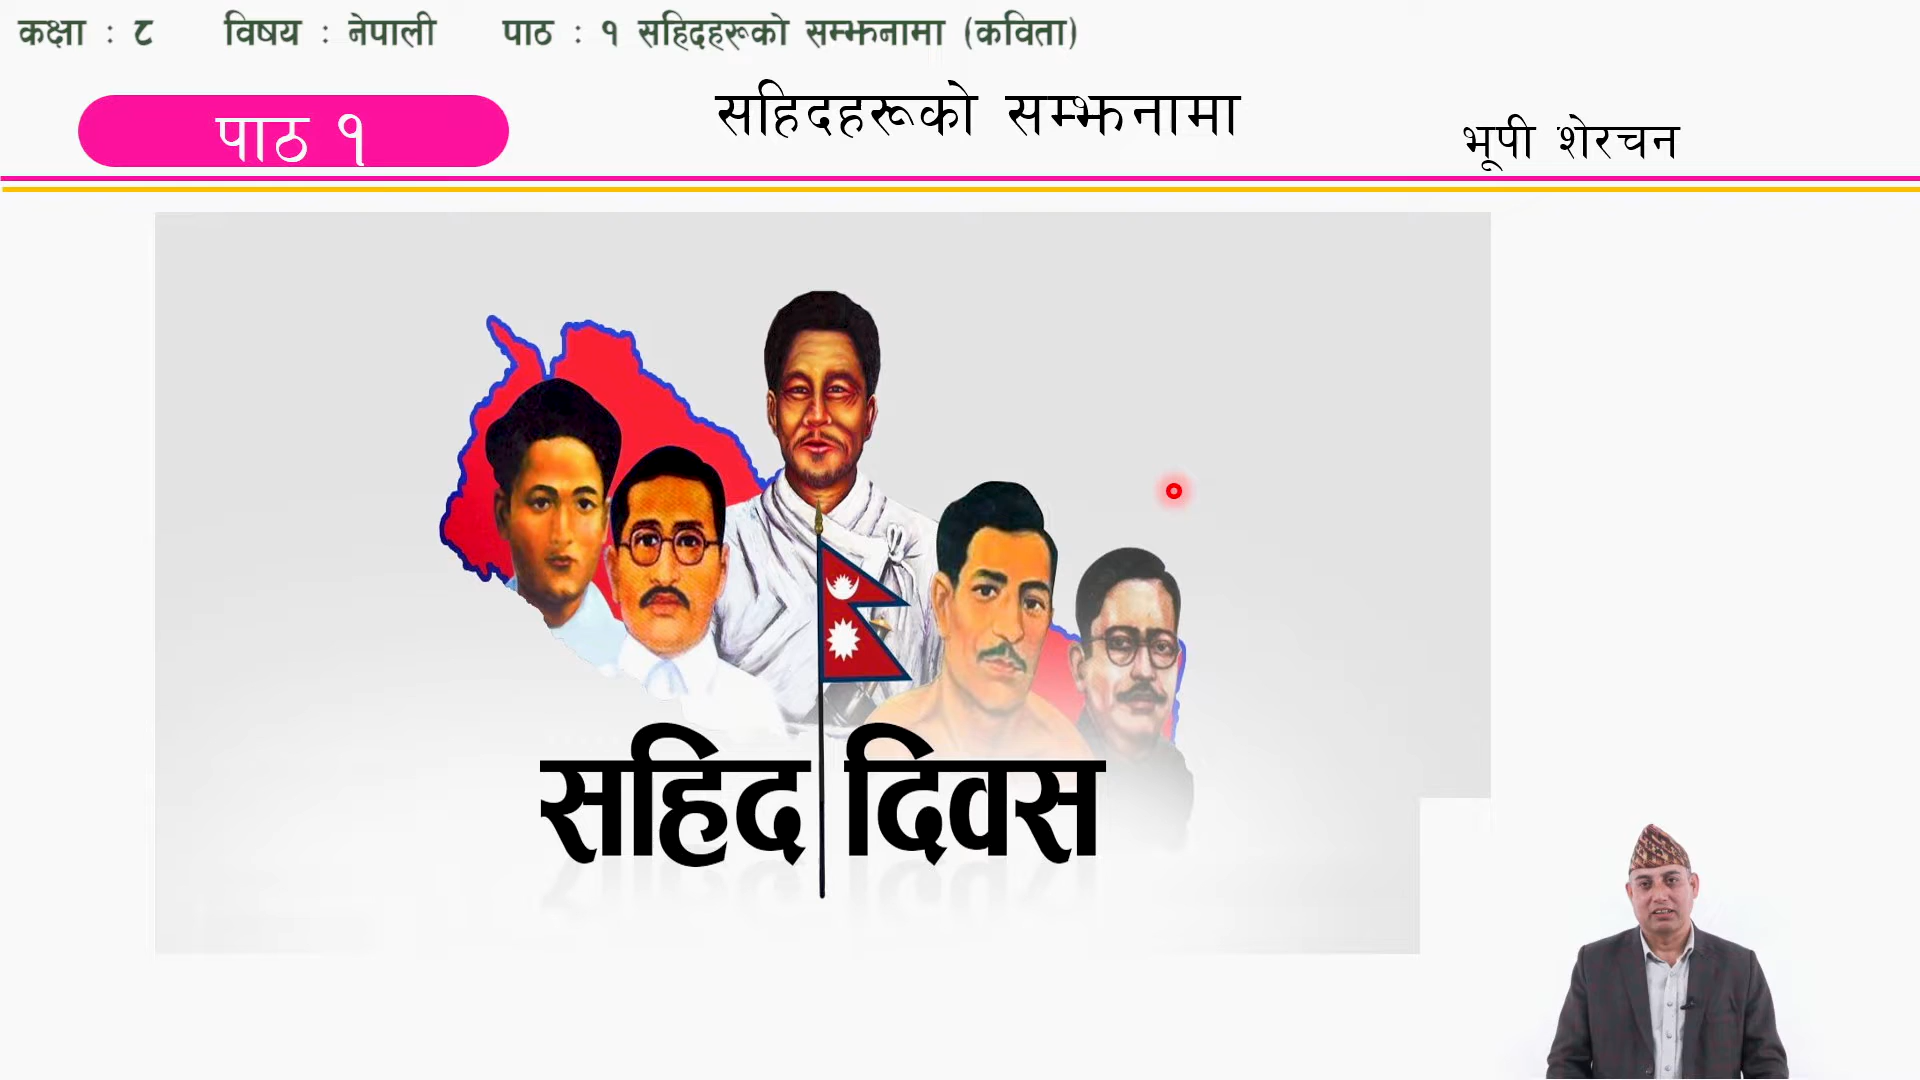 कक्षा : ८ विषय : नेपाली पाठ : १ सहिदहरूको सम्झनामा (कविता)
पाठ १ सहिदहरूको सम्झनामा भूपी शेरचन
सहिद दिवस